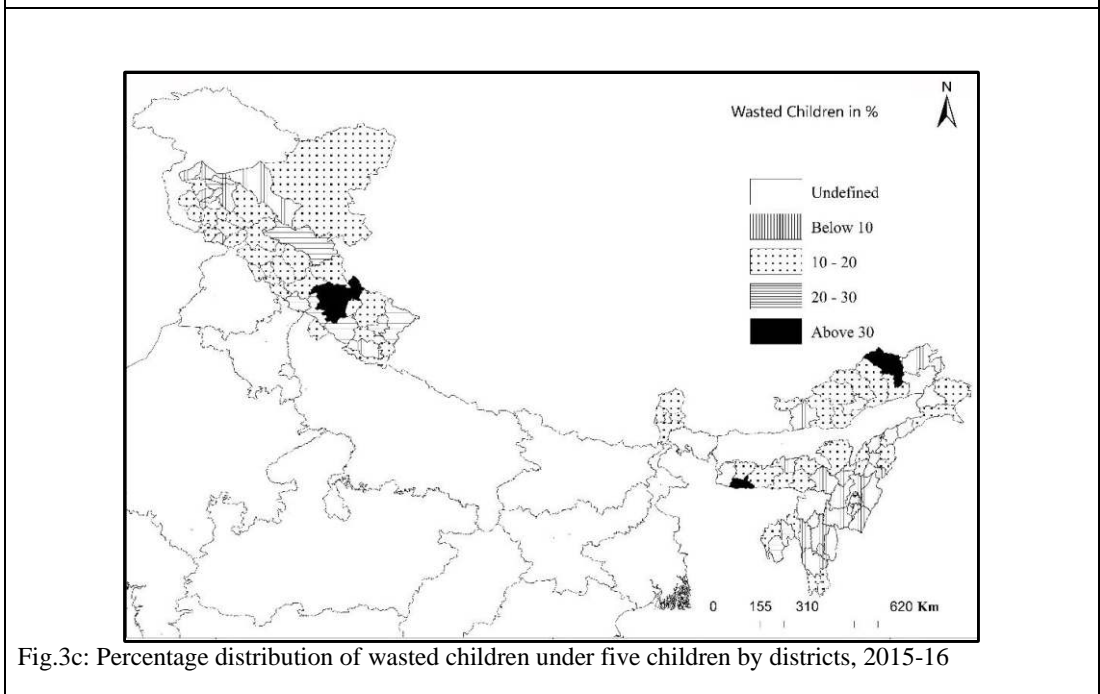 N
Wasted Children in %
Undefined
Below 10
10 - 20
20 - 30
Above 30
0 155 310 620 Km
Fig.3c: Percentage distribution of wasted children under five children by districts, 2015-16